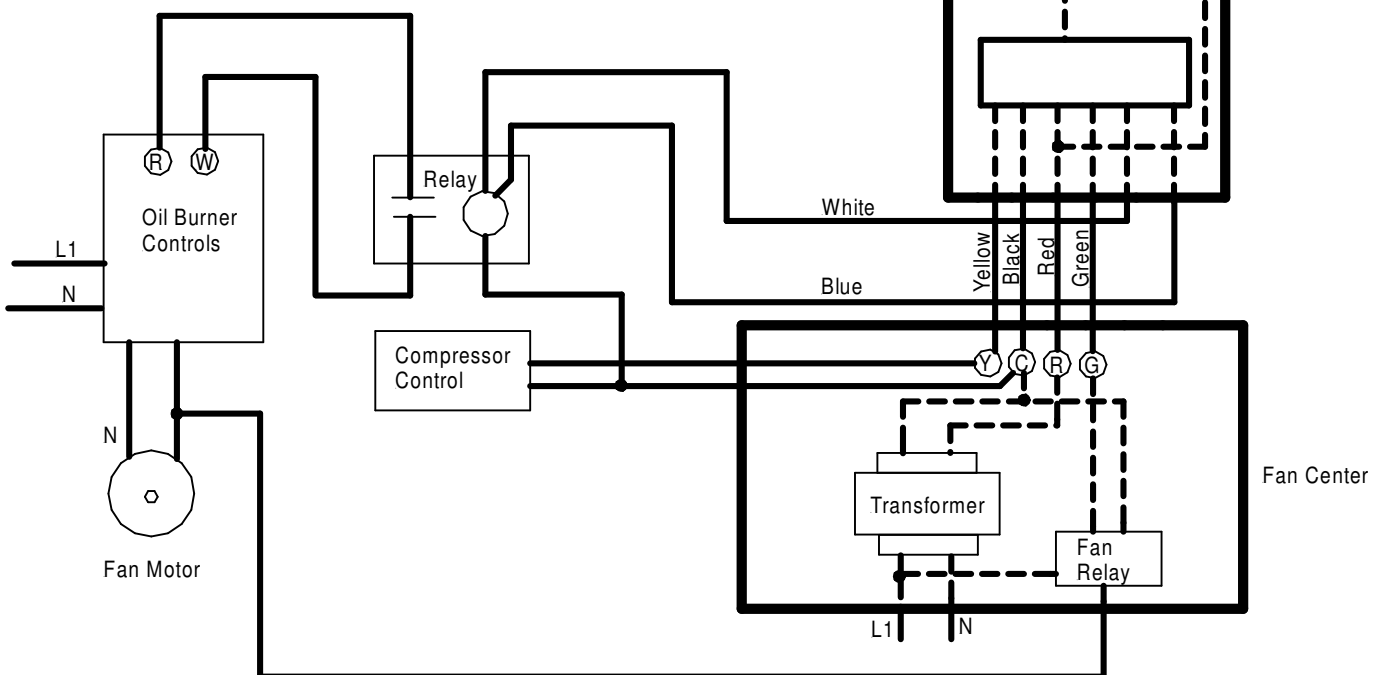 R W
Relay
Oil Burner
Controls
L1
N
White
Blue
Yellow
Black
Red
Green
Compressor
Control
Y C R G
N
Fan Motor
Transformer
Fan
Relay
Fan Center
L1
N